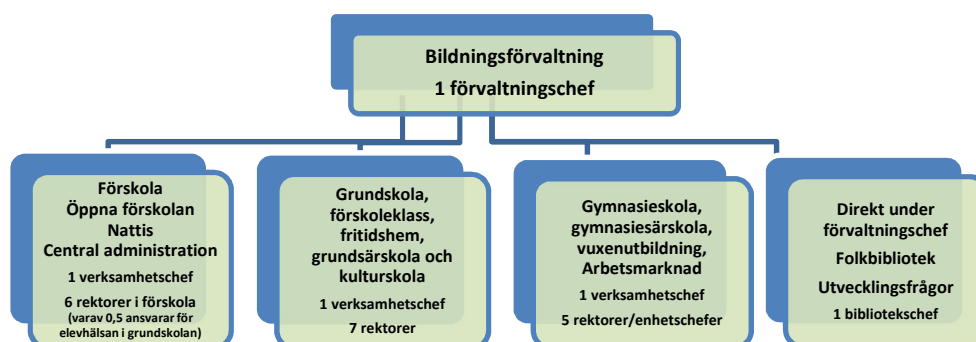 Bildningsförvaltning
1 förvaltningschef
Förskola
Öppna förskolan
Nattis
Central administration
1 verksamhetschef
6 rektorer i förskola
(varav 0,5 ansvarar för
elevhälsan i grundskolan)
Grundskola,
förskoleklass,
fritidshem,
grundsärskola och
kulturskola
1 verksamhetschef
7 rektorer
Gymnasieskola,
gymnasiesärskola,
vuxenutbildning,
Arbetsmarknad
1 verksamhetschef
5 rektorer/enhetschefer
Direkt under
förvaltningschef
Folkbibliotek
Utvecklingsfrågor
1 bibliotekschef